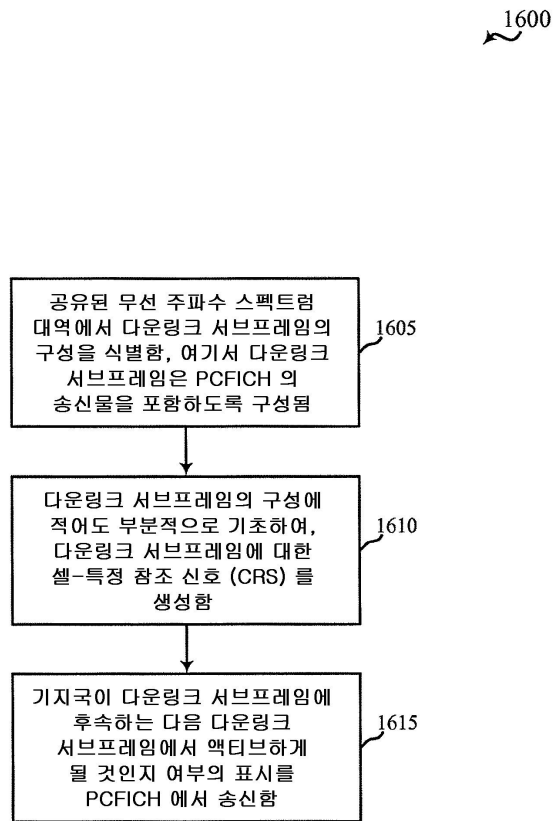 1600
공유된 무선 주파수 스펙트럼
대역에서 다운링크 서브프레임의
구성을 식별함, 여기서 다운링크
서브프레임은 PCFICH 의
송신물을 포함하도록 구성됨
1605
다운링크 서브프레임의 구성에
적어도 부분적으로 기초하여,
다운링크 서브프레임에 대한
셀-특정 참조 신호 (CRS) 를
생성함
1610
기지국이 다운링크 서브프레임에
후속하는 다음 다운링크
서브프레임에서 액티브하게
될 것인지 여부의 표시를
PCFICH 에서 송신함
1615